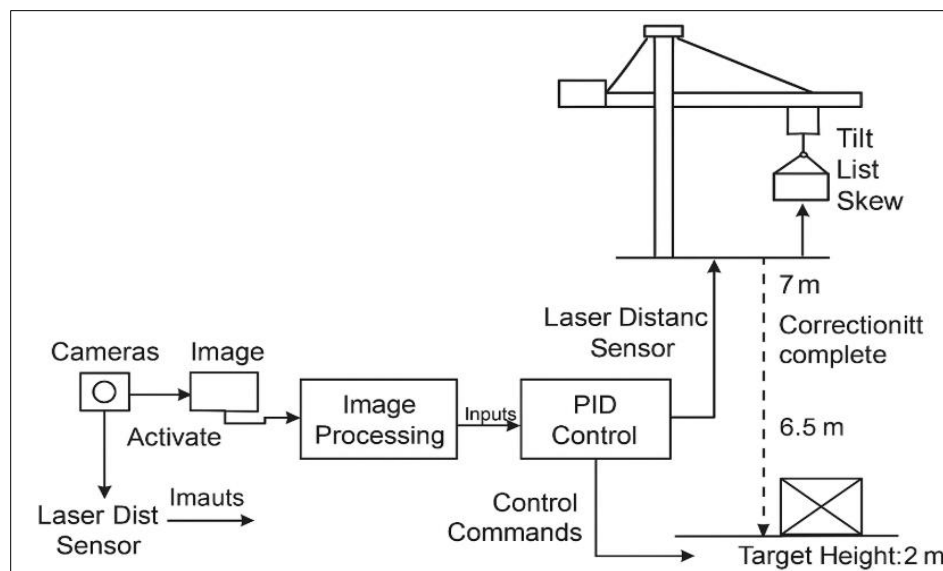 Tilt
List
Skew
7 m
Laser Distanc
Sensor
Correctionitt
complete
Cameras
Image
Activate
Image
Processing
Inputs
PID
Control
6.5 m
Imauts
Laser Dist
Sensor
Control
Commands
Target Height:2 m